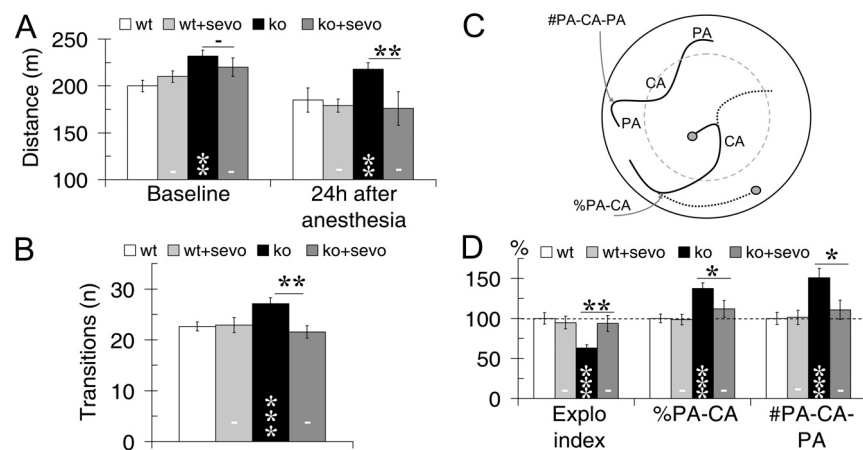 A
wt wt+sevo ko ko+sevo
Distance (m)
250
200
150
100
-
**
-
**
-
-
**
-
Baseline
24h after
anesthesia
B
wt wt+sevo ko ko+sevo
Transitions (n)
30
20
10
0
**
-
***
-
C
#PA-CA-PA
PA
CA
PA
CA
%PA-CA
D
%
wt wt+sevo ko ko+sevo
150
100
50
0
**
*
*
-
***
-
-
***
-
-
***
-
Explo
index
%PA-CA
#PA-CA-
PA